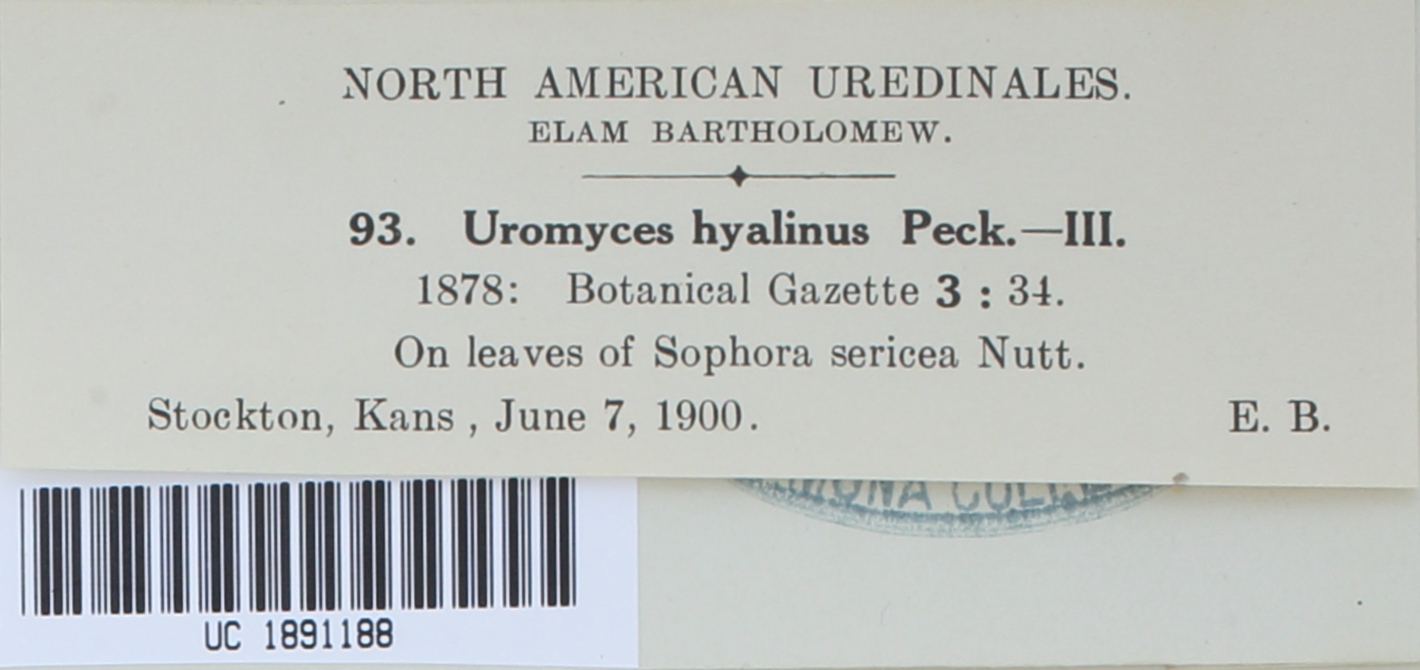 NORTH AMERICAN UREDINALES.
ELAM BARTHOLOMEW.
93. Uromyces hyalinus Peck.—III.
1878: Botanical Gazette 3 : 34.
On leaves of Sophora sericea Nutt.
Stockton, Kans , June 7, 1900. E. B.
UC 1891188